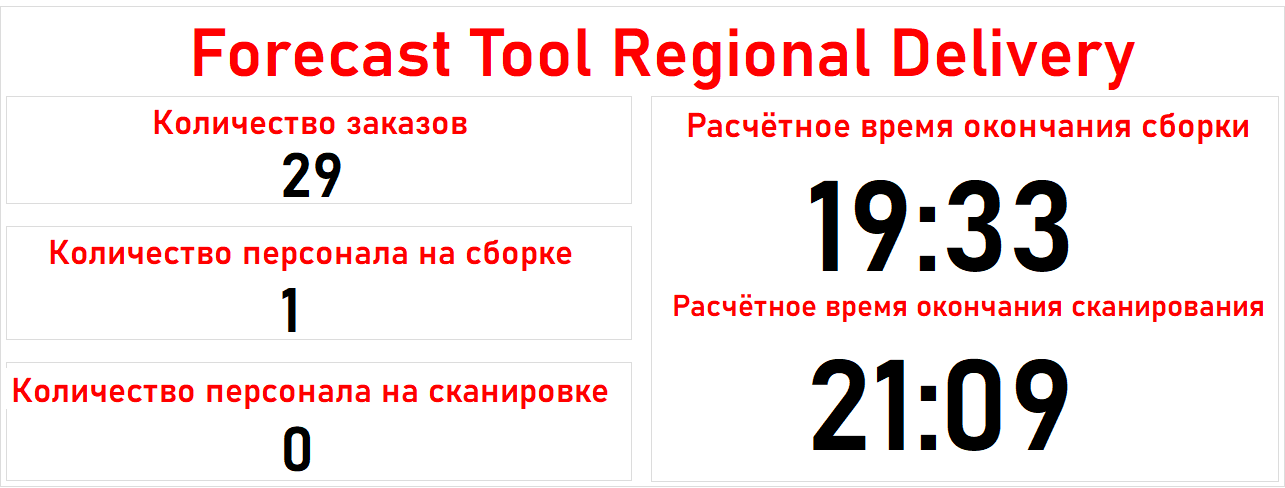 Forecast Tool Regional Delivery
Количество заказов
29
Количество персонала на сборке
1
Количество персонала на сканировке
0
Расчётное время окончания сборки
19:33
Расчётное время окончания сканирования
21:09